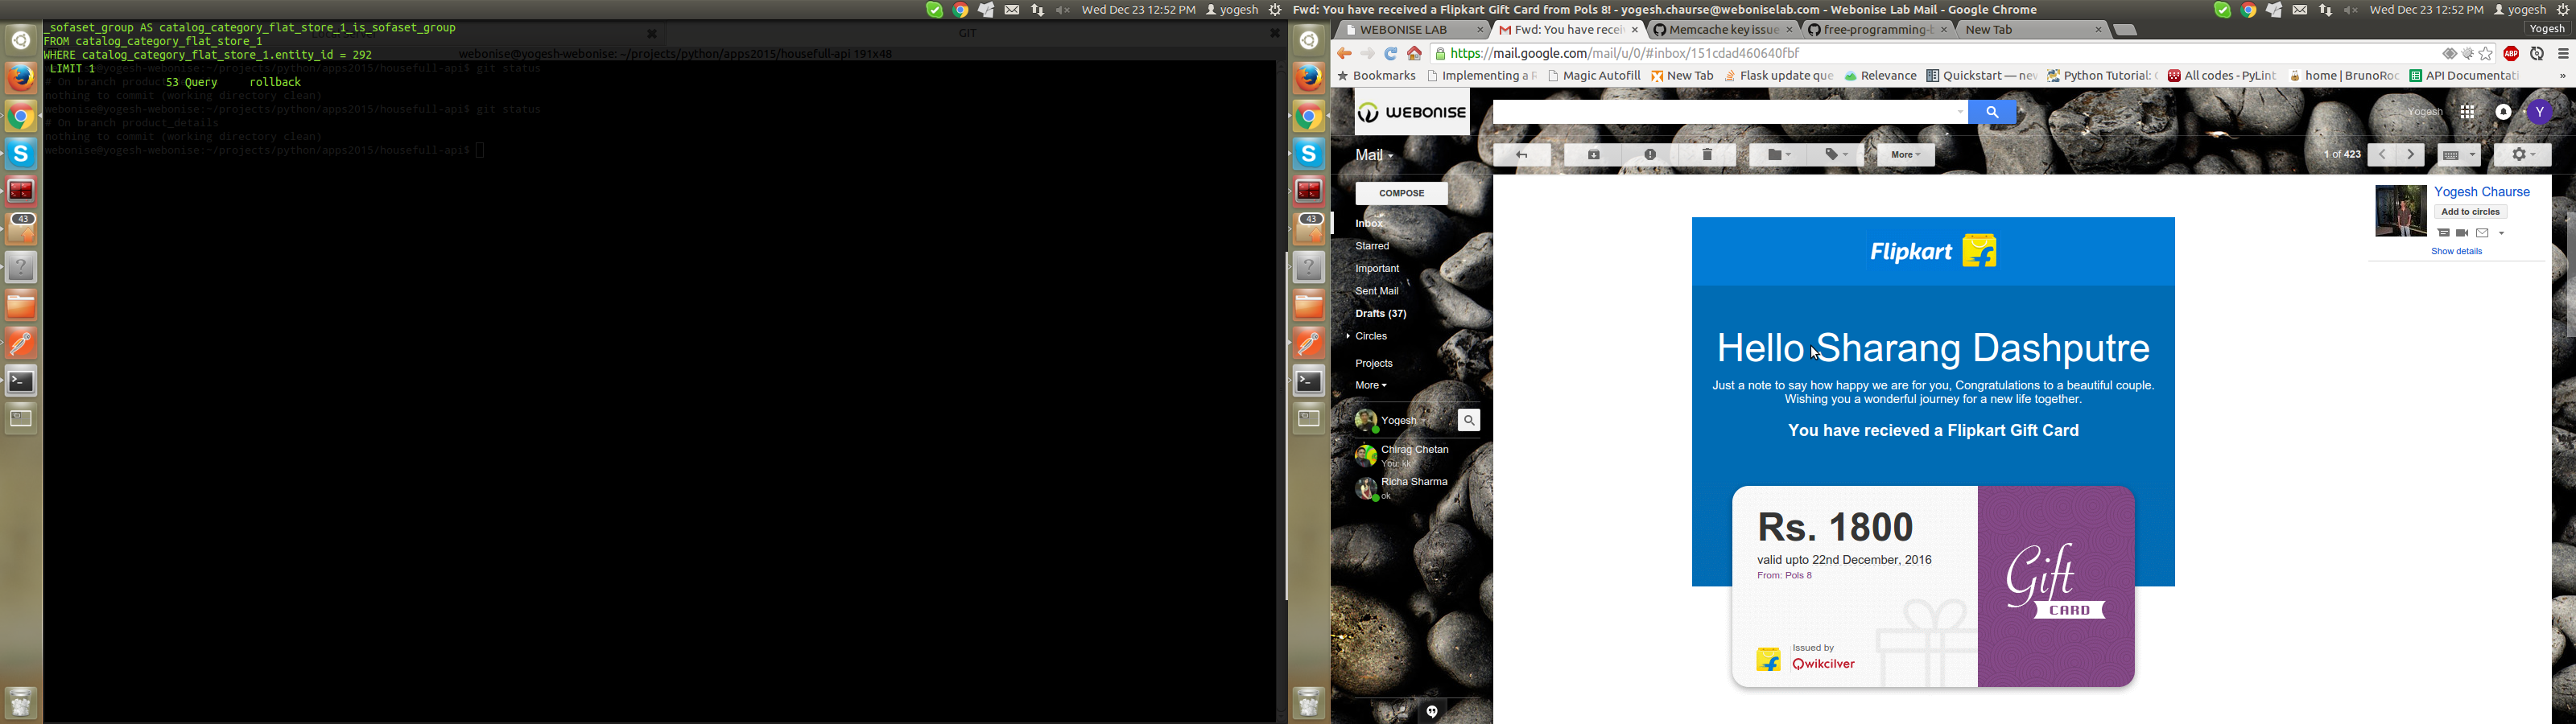 Wed Dec 23 12:52 PM yogesh
_sofaset_group AS catalog_category_flat_store_1_is_sofaset_group
FROM catalog_category_flat_store_1
WHERE catalog_category_flat_store_1.entity_id = 292
LIMIT 1
53 Query rollback
GIT
webonise@yogesh-webonise: ~/projects/python/apps2015/housefull-api 191x48
webonise@yogesh-webonise:~/projects/python/apps2015/housefull-api$ git status
# On branch product
nothing to commit (working directory clean)
webonise@yogesh-webonise:~/projects/python/apps2015/housefull-api$ git status
# On branch product_details
nothing to commit (working directory clean)
webonise@yogesh-webonise:~/projects/python/apps2015/housefull-api$
43
Fwd: You have received a Flipkart Gift Card from Pols 8! - yogesh.chaurse@weboniselab.com - Webonise Lab Mail - Google Chrome
Wed Dec 23 12:52 PM yogesh
WEBONISE LAB
Fwd: You have recei
Memcache key issue
free-programming-b
New Tab
Yogesh
https://mail.google.com/mail/u/0/#inbox/151cdad460640fbf
ABP
Bookmarks
Implementing a R
Magic Autofill
New Tab
Flask update que
Relevance
Quickstart — new
Python Tutorial:
All codes - PyLint
home | BrunoRoc
API Documentati
»
WEBONISE
Yogesh
Y
Mail
More
1 of 423
COMPOSE
Inbox
Starred
Important
Sent Mail
Drafts (37)
Circles
Projects
More
Yogesh
Chirag Chetan
You: kk
Richa Sharma
ok
43
Yogesh Chaurse
Add to circles
Show details
Flipkart
Hello Sharang Dashputre
Just a note to say how happy we are for you, Congratulations to a beautiful couple.
Wishing you a wonderful journey for a new life together.
You have recieved a Flipkart Gift Card
Rs. 1800
valid upto 22nd December, 2016
From: Pols 8
Gift
CARD
Issued by
Qwikcilver